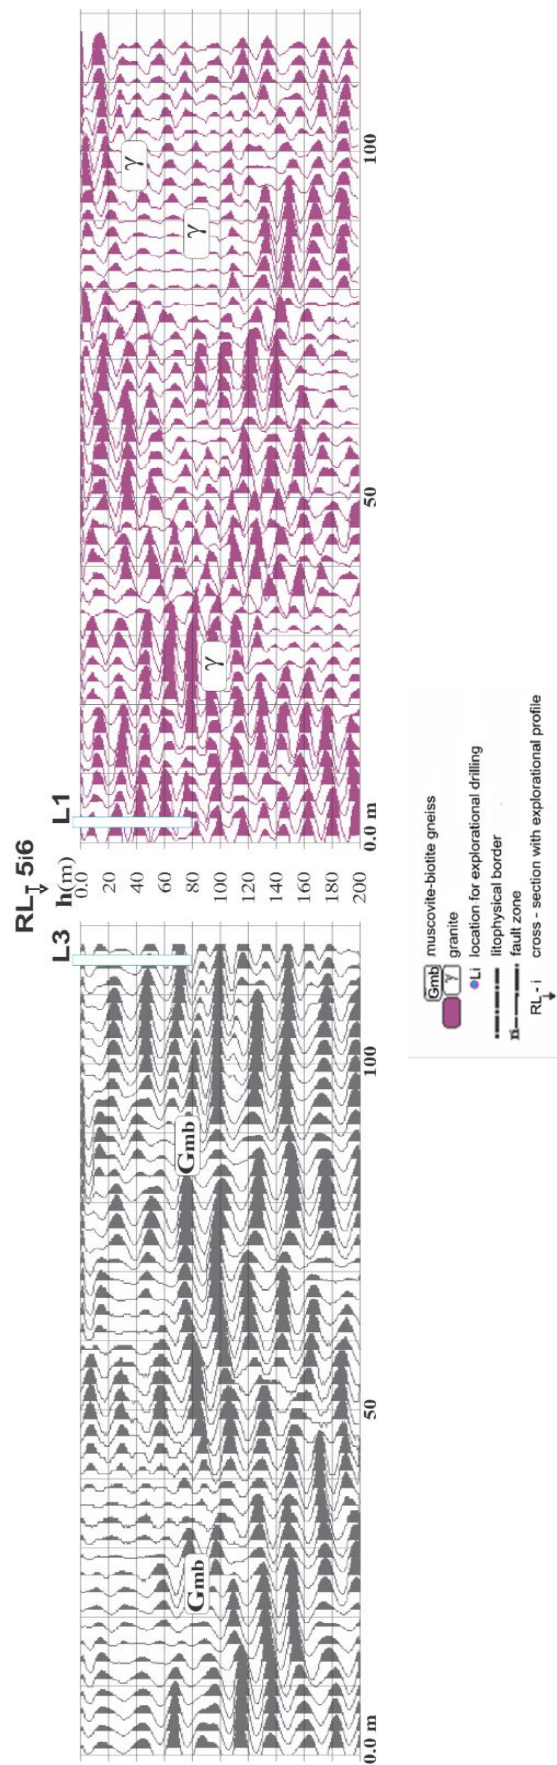 RL 5i6
L3 L1
h(m)
0.0
20
40
60
80
100
120
140
160
180
200
Gmb
Gmb
γ
γ
γ
0.0 m 50 100
0.0 m 50 100
Gmb muscovite-biotite gneiss
γ granite
Li location for explorational drilling
litophysical border
fault zone
RL - i cross - section with explorational profile